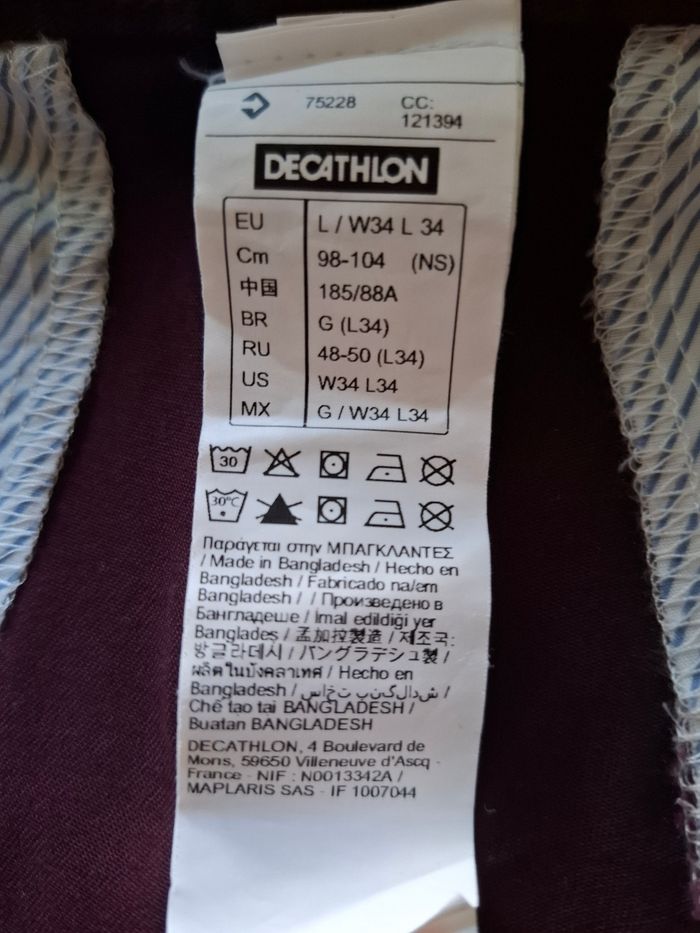 75228 CC: 121394
DECATHLON
EU L / W34 L 34
Cm 98-104 (NS)
中国 185/88A
BR G (L34)
RU 48-50 (L34)
US W34 L34
MX G / W34 L34
30
30°C
Παράγεται στην ΜΠΑΓΚΛΑΝΤΕΣ
/ Made in Bangladesh / Hecho en
Bangladesh / Fabricado na/em
Bangladesh / / Произведено в
Бангладеше / İmal edildiği yer
Bangladeş / 孟加拉製造 / 제조국:
방글라데시 / バングラデシュ製 /
ผลิตในบังคลาเทศ / Hecho en
Bangladesh / ساخت بنگلادش /
Chế tạo tại BANGLADESH /
Buatan BANGLADESH
DECATHLON, 4 Boulevard de
Mons, 59650 Villeneuve d'Ascq -
France - NIF : N0013342A /
MAPLARIS SAS - IF 1007044